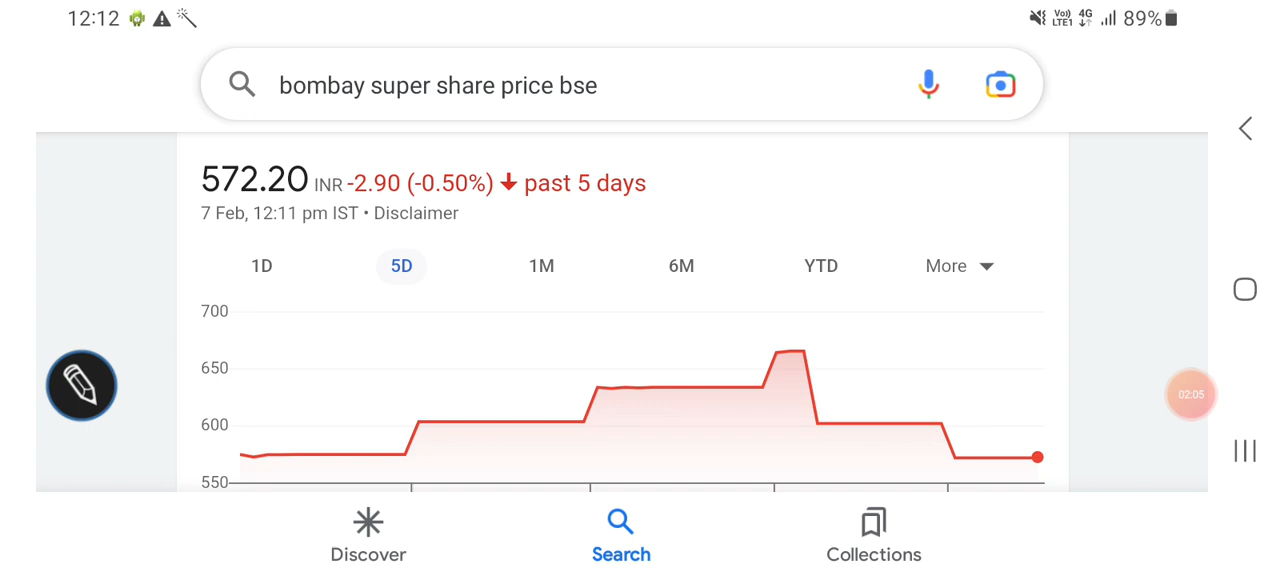 12:12 Vo)) LTE1 4G 89%
bombay super share price bse
572.20 INR -2.90 (-0.50%) ↓ past 5 days
7 Feb, 12:11 pm IST • Disclaimer
1D 5D 1M 6M YTD More
700
650
600
550
02:05
Discover Search Collections